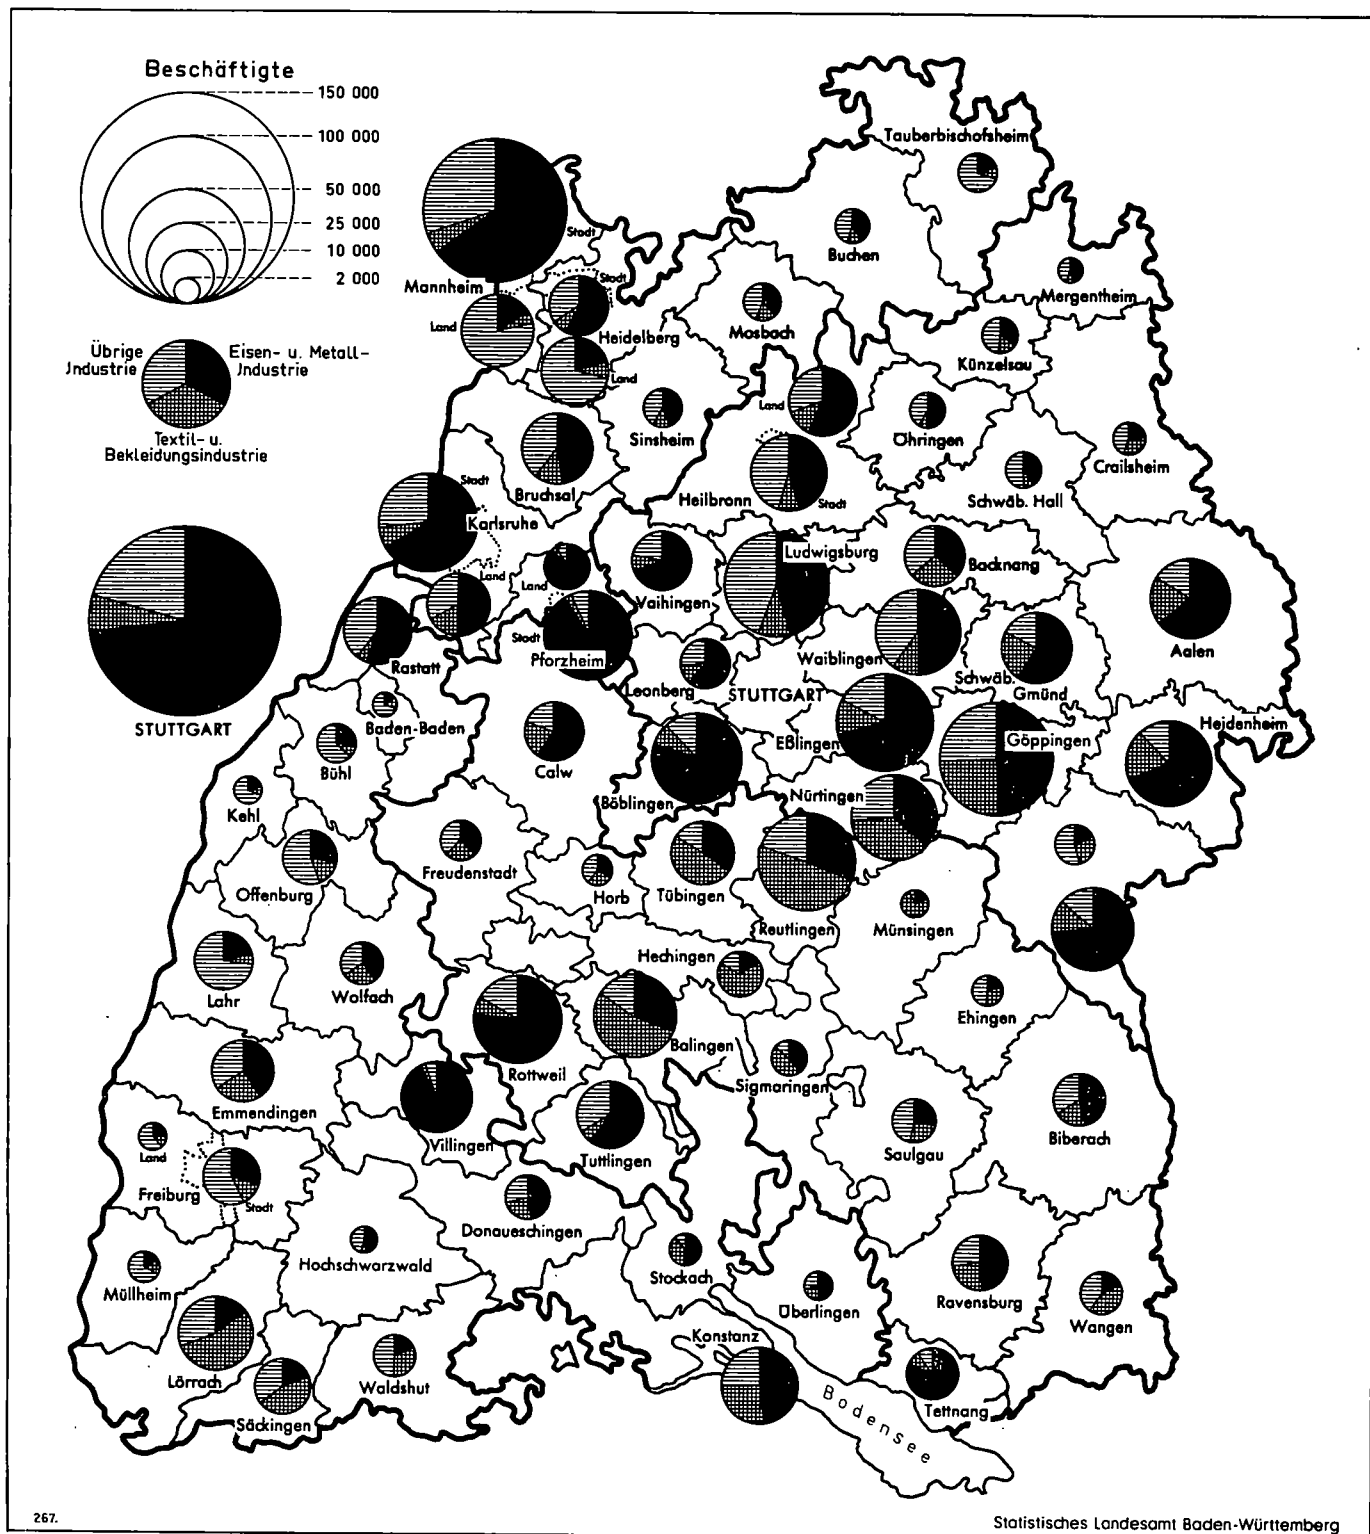 Beschäftigte
150 000
100 000
50 000
25 000
10 000
2 000
Übrige
Jndustrie
Eisen- u. Metall-
Jndustrie
Textil- u.
Bekleidungsindustrie
Tauberbischofsheim
Buchen
Mergentheim
Stadt
Mannheim
Land
Stadt
Heidelberg
Land
Mosbach
Künzelsau
Sinsheim
Land
Öhringen
Crailsheim
Bruchsal
Heilbronn
Stadt
Schwäb. Hall
Stadt
Karlsruhe
Land
Ludwigsburg
Backnang
Land
Vaihingen
Stadt
Pforzheim
Rastatt
Leonberg
STUTTGART
Waiblingen
Schwäb.
Gmünd
Aalen
STUTTGART
Baden-Baden
Bühl
Calw
Eßlingen
Göppingen
Heidenheim
Kehl
Böblingen
Nürtingen
Offenburg
Freudenstadt
Horb
Tübingen
Reutlingen
Münsingen
Lahr
Wolfach
Hechingen
Ehingen
Emmendingen
Rottweil
Balingen
Sigmaringen
Villingen
Tuttlingen
Saulgau
Biberach
Land
Freiburg
Stadt
Donaueschingen
Hochschwarzwald
Stockach
Müllheim
Überlingen
Ravensburg
Wangen
Konstanz
Lörrach
Waldshut
Säckingen
Bodensee
Tettnang
267.
Statistisches Landesamt Baden-Württemberg